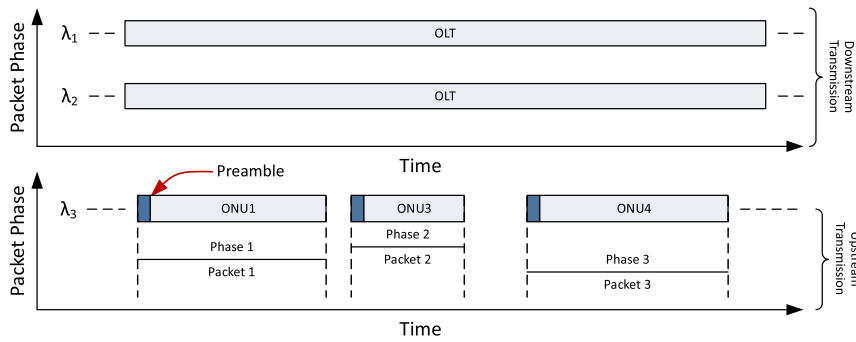 Packet Phase
λ1
OLT
λ2
OLT
Downstream
Transmission
Time
Packet Phase
Preamble
λ3
ONU1
ONU3
ONU4
Phase 1
Packet 1
Phase 2
Packet 2
Phase 3
Packet 3
Upstream
Transmission
Time